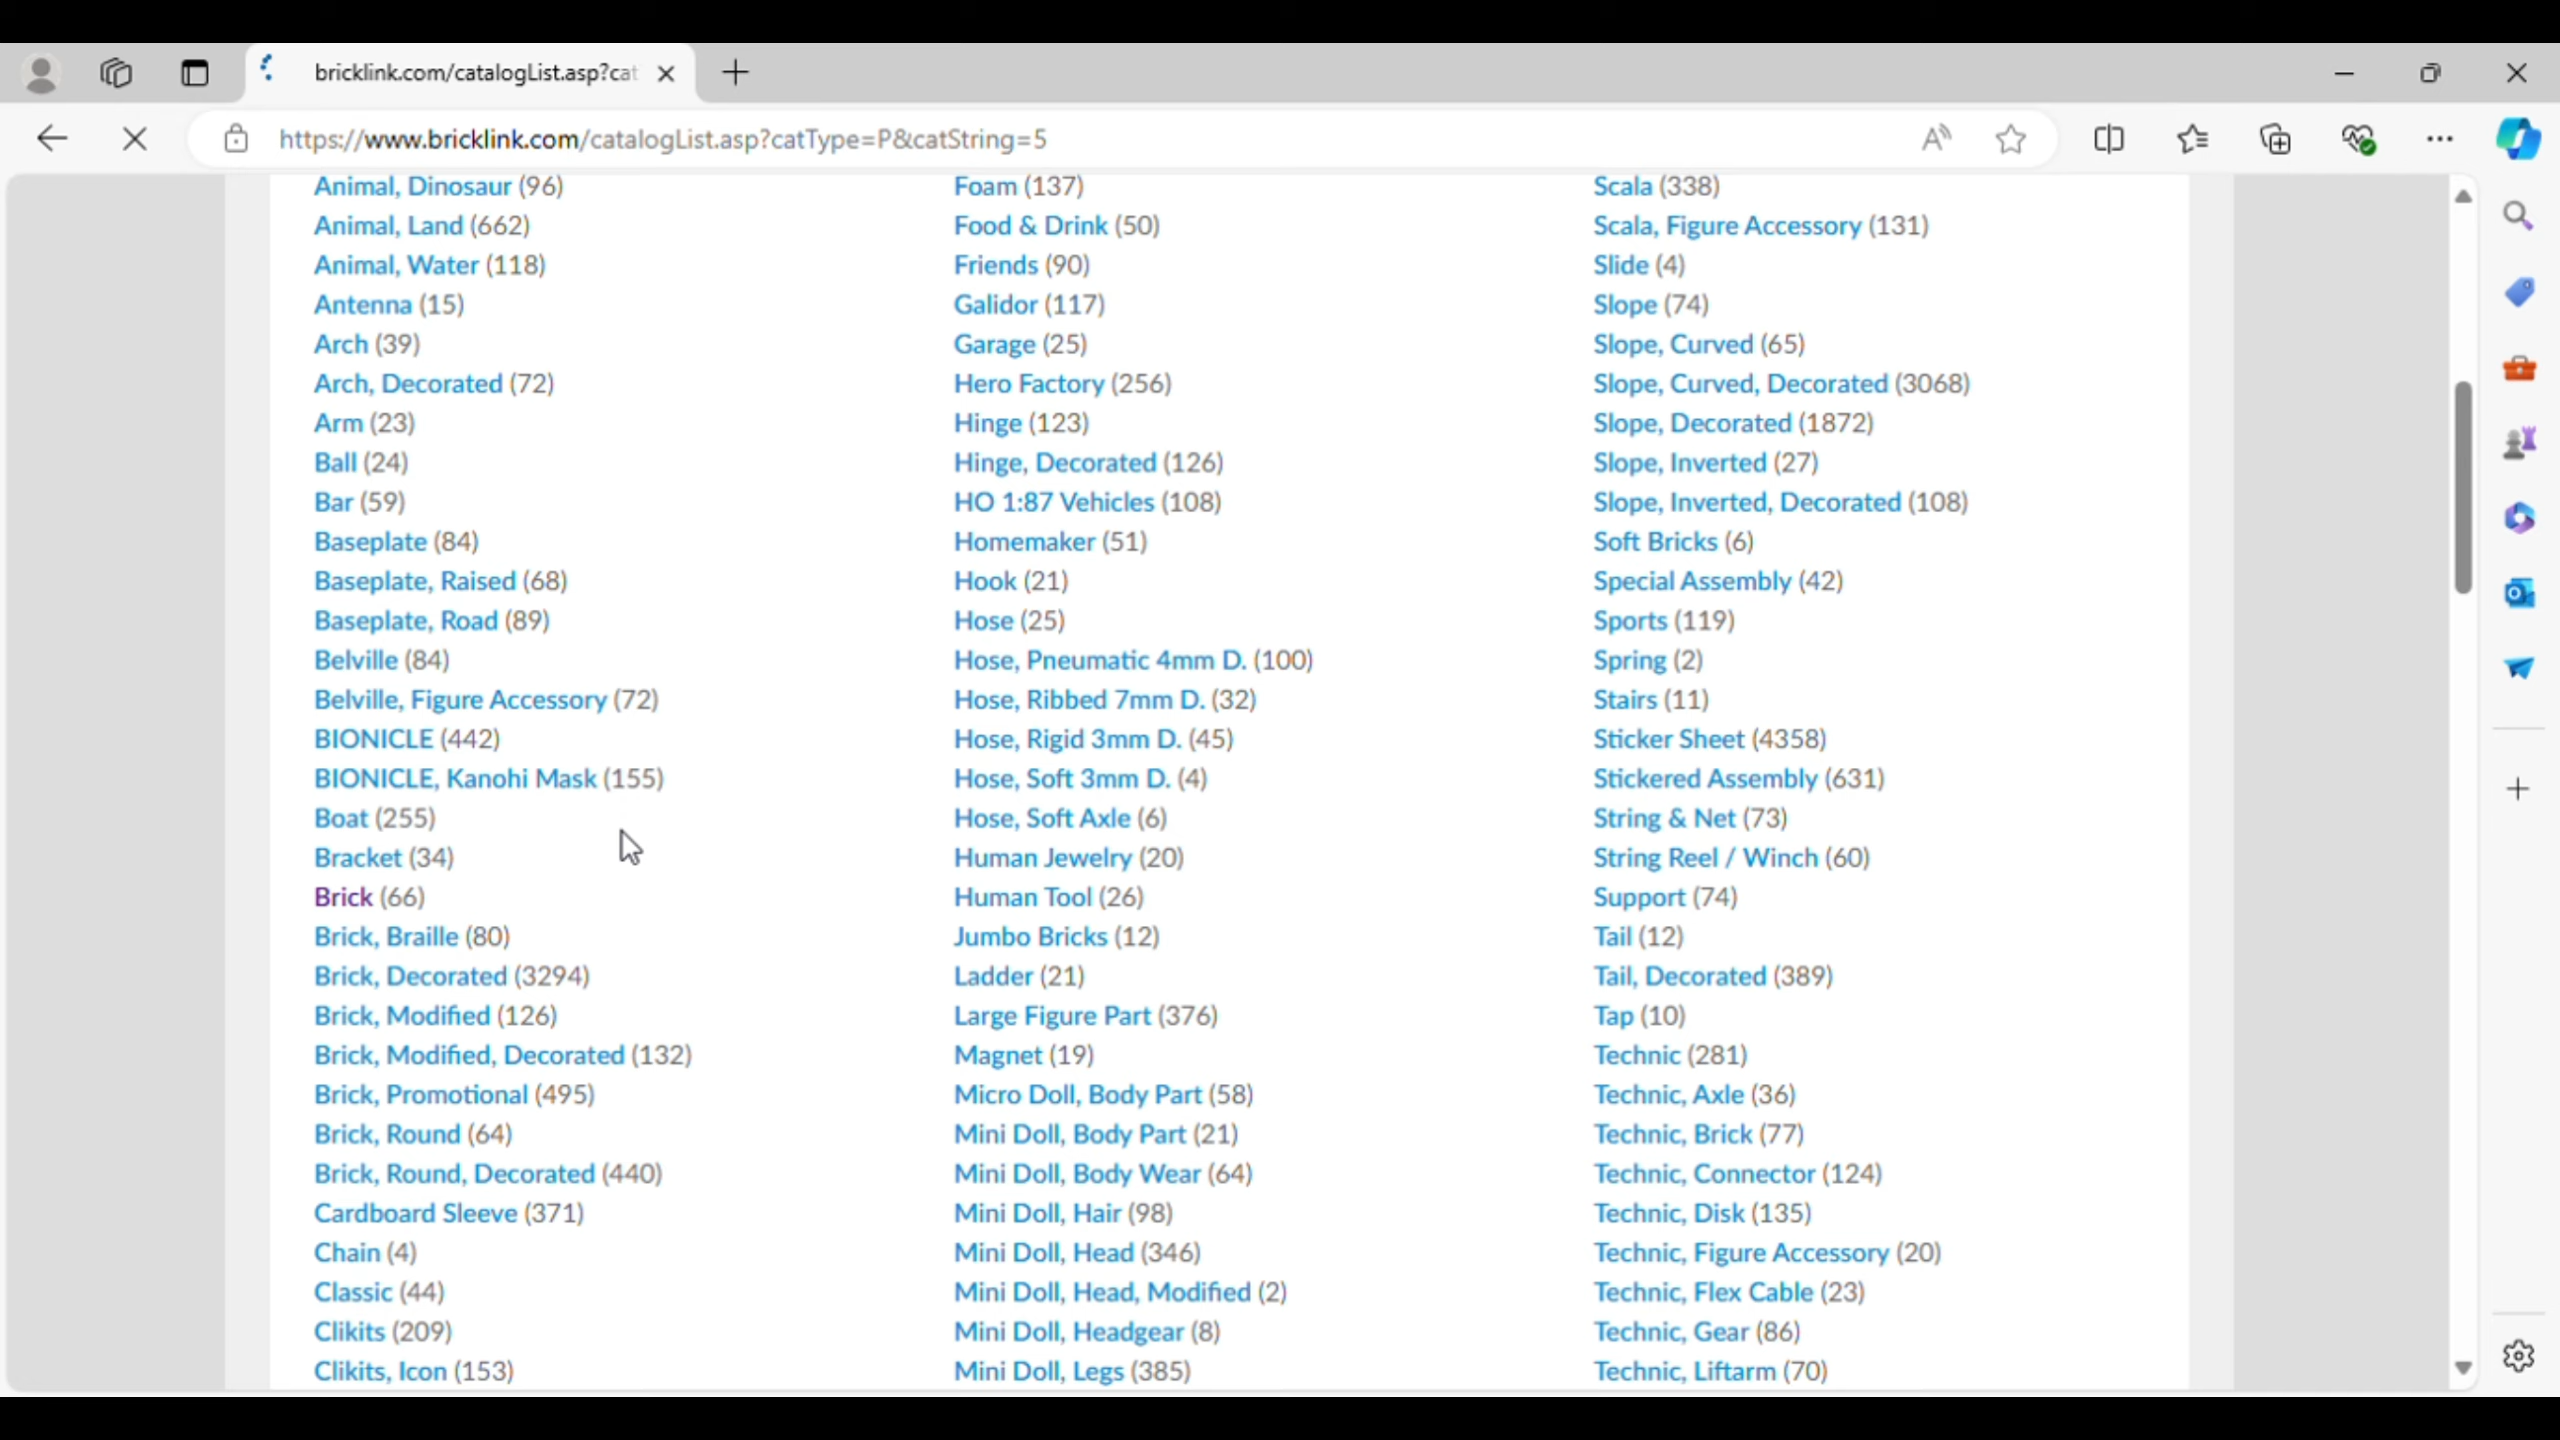 bricklink.com/catalogList.asp?cat
https://www.bricklink.com/catalogList.asp?catType=P&catString=5
Animal, Dinosaur (96)
Animal, Land (662)
Animal, Water (118)
Antenna (15)
Arch (39)
Arch, Decorated (72)
Arm (23)
Ball (24)
Bar (59)
Baseplate (84)
Baseplate, Raised (68)
Baseplate, Road (89)
Belville (84)
Belville, Figure Accessory (72)
BIONICLE (442)
BIONICLE, Kanohi Mask (155)
Boat (255)
Bracket (34)
Brick (66)
Brick, Braille (80)
Brick, Decorated (3294)
Brick, Modified (126)
Brick, Modified, Decorated (132)
Brick, Promotional (495)
Brick, Round (64)
Brick, Round, Decorated (440)
Cardboard Sleeve (371)
Chain (4)
Classic (44)
Clikits (209)
Clikits, Icon (153)
Foam (137)
Food & Drink (50)
Friends (90)
Galidor (117)
Garage (25)
Hero Factory (256)
Hinge (123)
Hinge, Decorated (126)
HO 1:87 Vehicles (108)
Homemaker (51)
Hook (21)
Hose (25)
Hose, Pneumatic 4mm D. (100)
Hose, Ribbed 7mm D. (32)
Hose, Rigid 3mm D. (45)
Hose, Soft 3mm D. (4)
Hose, Soft Axle (6)
Human Jewelry (20)
Human Tool (26)
Jumbo Bricks (12)
Ladder (21)
Large Figure Part (376)
Magnet (19)
Micro Doll, Body Part (58)
Mini Doll, Body Part (21)
Mini Doll, Body Wear (64)
Mini Doll, Hair (98)
Mini Doll, Head (346)
Mini Doll, Head, Modified (2)
Mini Doll, Headgear (8)
Mini Doll, Legs (385)
Scala (338)
Scala, Figure Accessory (131)
Slide (4)
Slope (74)
Slope, Curved (65)
Slope, Curved, Decorated (3068)
Slope, Decorated (1872)
Slope, Inverted (27)
Slope, Inverted, Decorated (108)
Soft Bricks (6)
Special Assembly (42)
Sports (119)
Spring (2)
Stairs (11)
Sticker Sheet (4358)
Stickered Assembly (631)
String & Net (73)
String Reel / Winch (60)
Support (74)
Tail (12)
Tail, Decorated (389)
Tap (10)
Technic (281)
Technic, Axle (36)
Technic, Brick (77)
Technic, Connector (124)
Technic, Disk (135)
Technic, Figure Accessory (20)
Technic, Flex Cable (23)
Technic, Gear (86)
Technic, Liftarm (70)